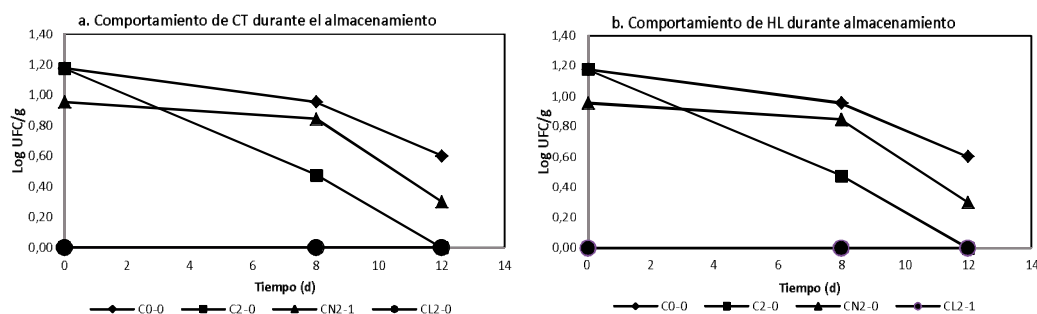 a. Comportamiento de CT durante el almacenamiento
1,40
1,20
1,00
0,80
0,60
0,40
0,20
0,00
Log UFC/g
0 2 4 6 8 10 12 14
Tiempo (d)
C0-0 C2-0 CN2-1 CL2-0
b. Comportamiento de HL durante almacenamiento
1,40
1,20
1,00
0,80
0,60
0,40
0,20
0,00
Log UFC/g
0 2 4 6 8 10 12 14
Tiempo (d)
C0-0 C2-0 CN2-0 CL2-1